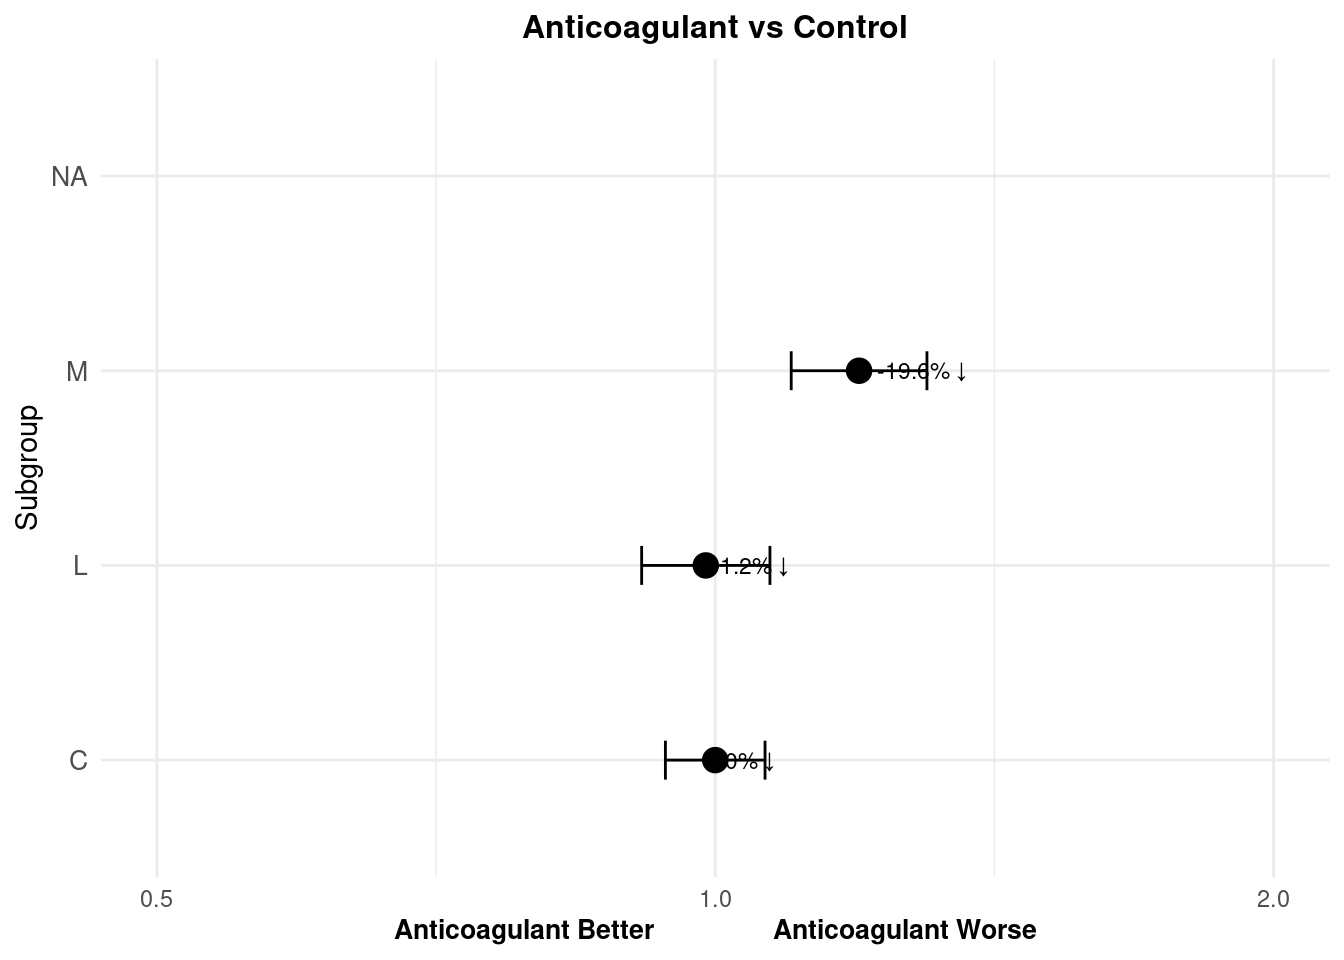 Anticoagulant vs Control
NA
M
-19.6% ↓
Subgroup
L
1.2% ↓
C
0% ↓
0.5 1.0 2.0
Anticoagulant Better Anticoagulant Worse